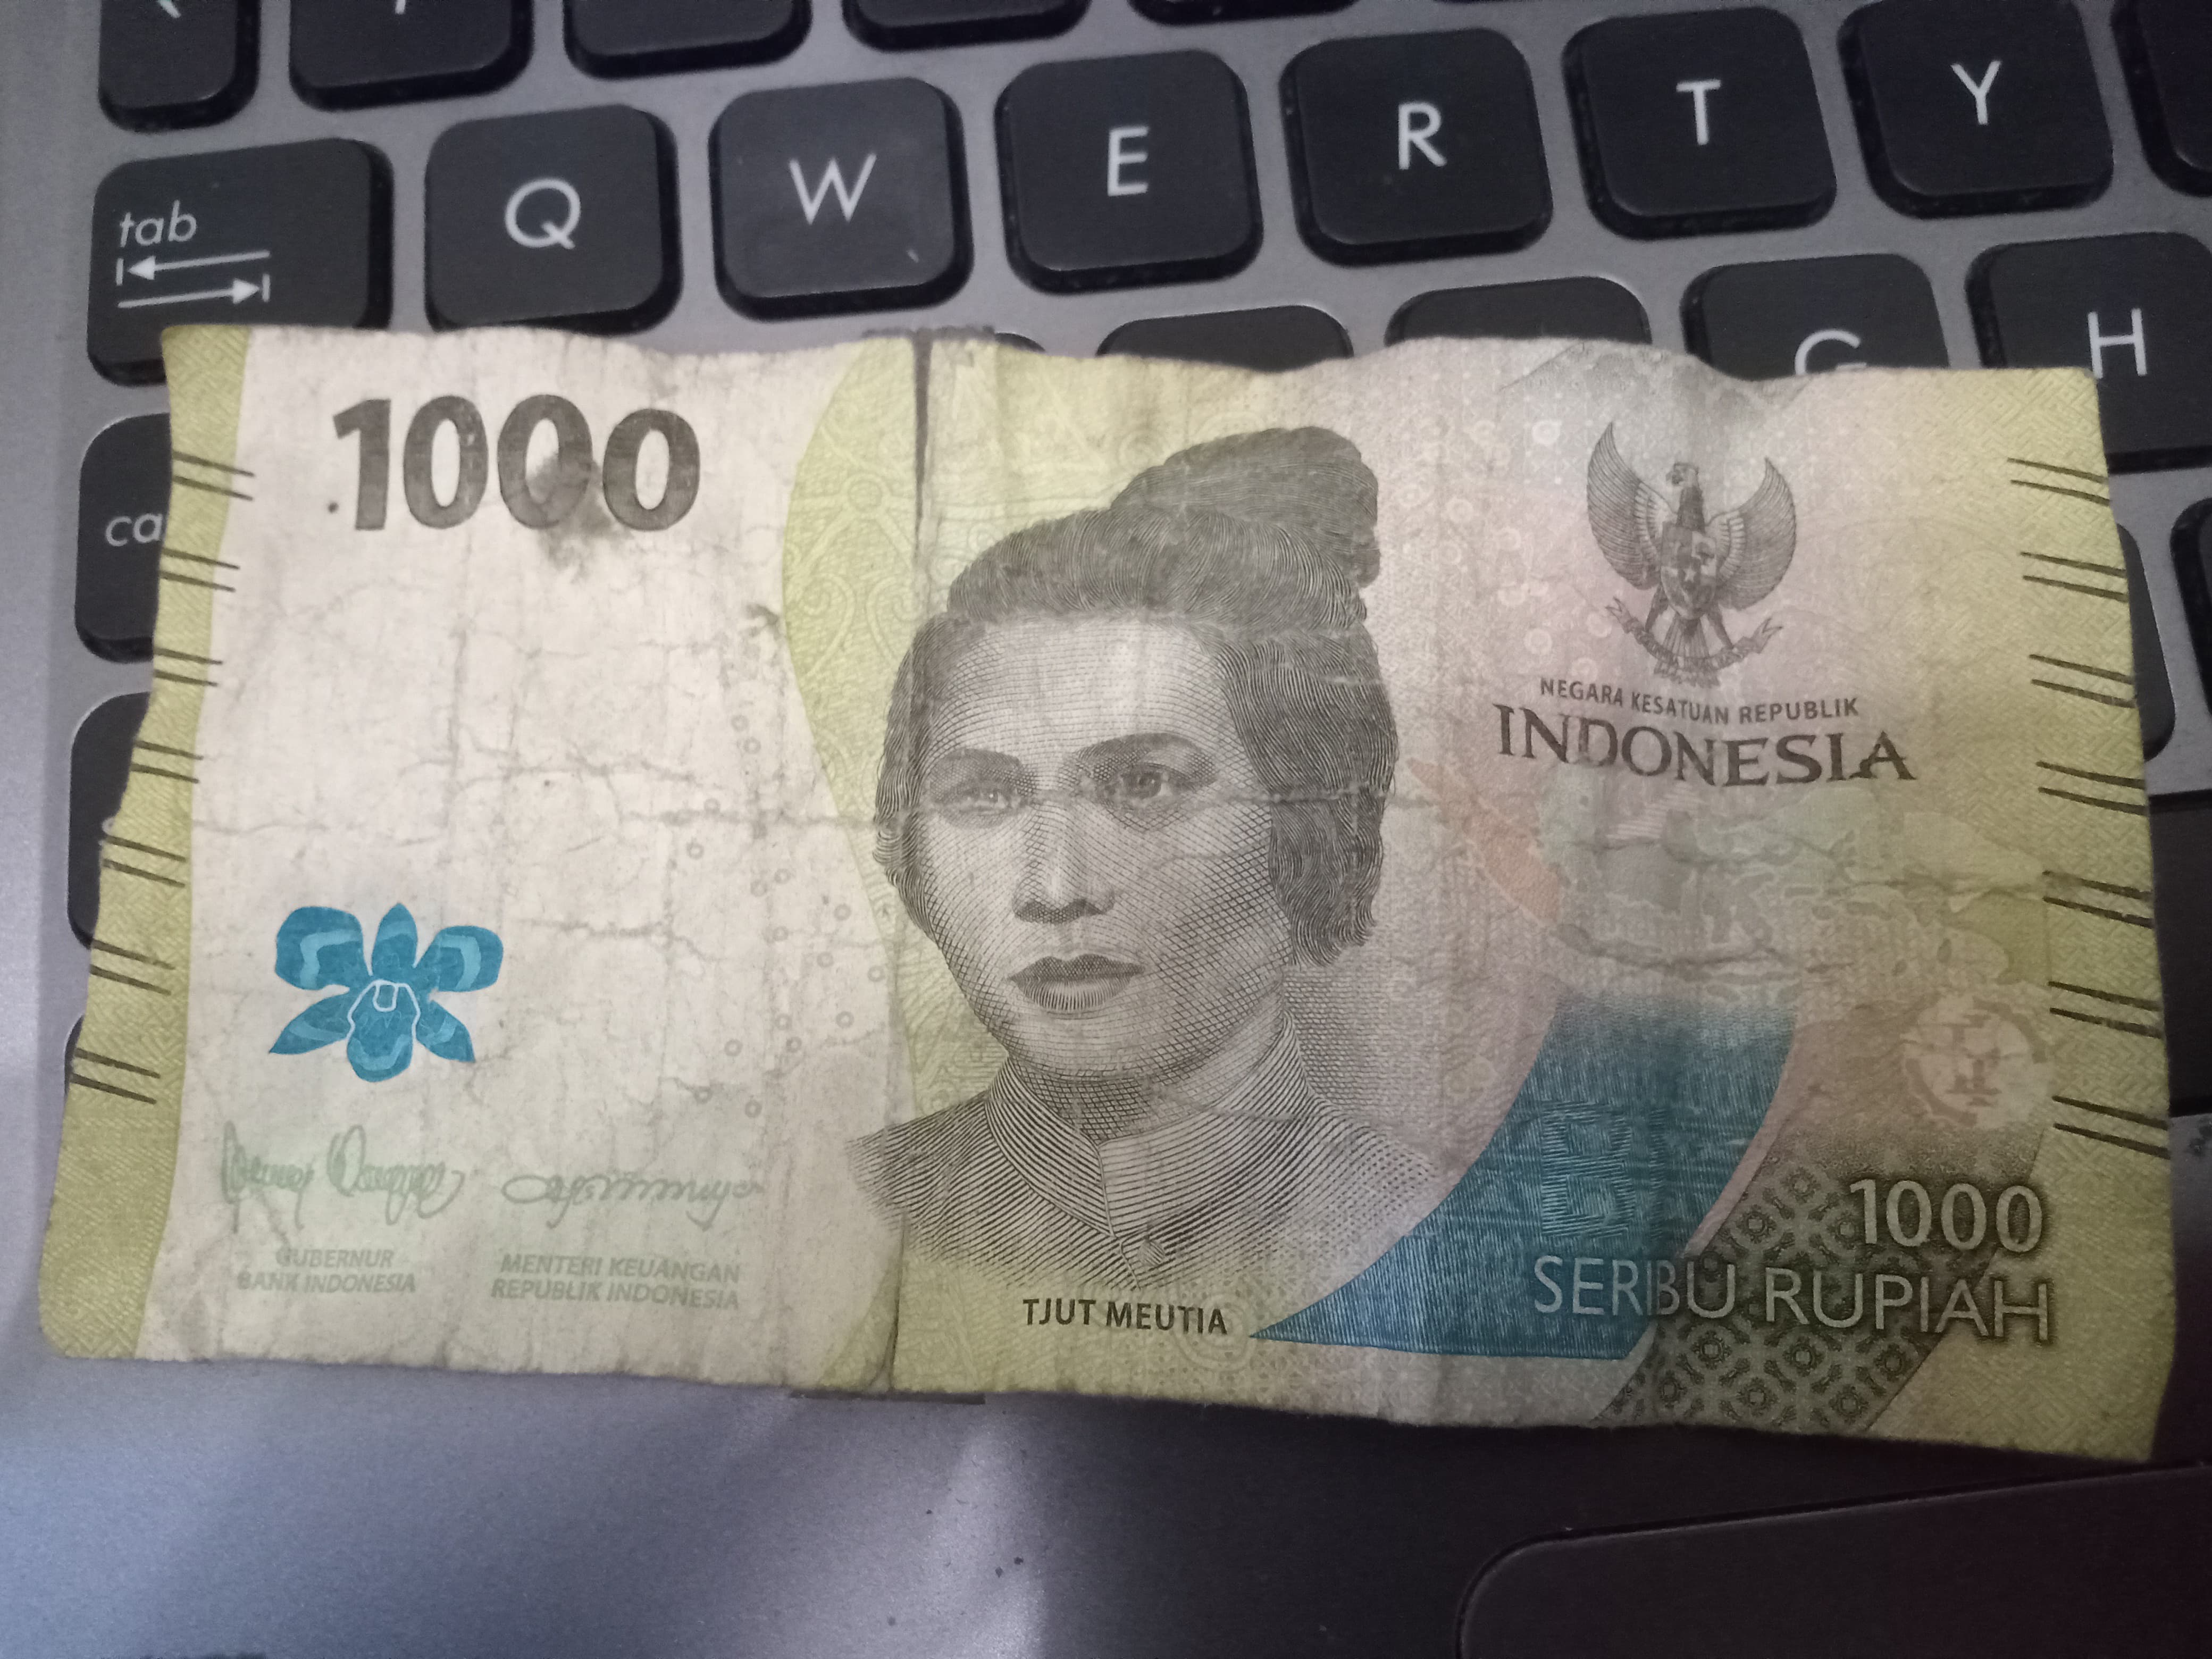 Q W E R T Y
tab
G H
ca
1000
NEGARA KESATUAN REPUBLIK
INDONESIA
GUBERNUR
BANK INDONESIA
MENTERI KEUANGAN
REPUBLIK INDONESIA
TJUT MEUTIA
1000
SERIBU RUPIAH